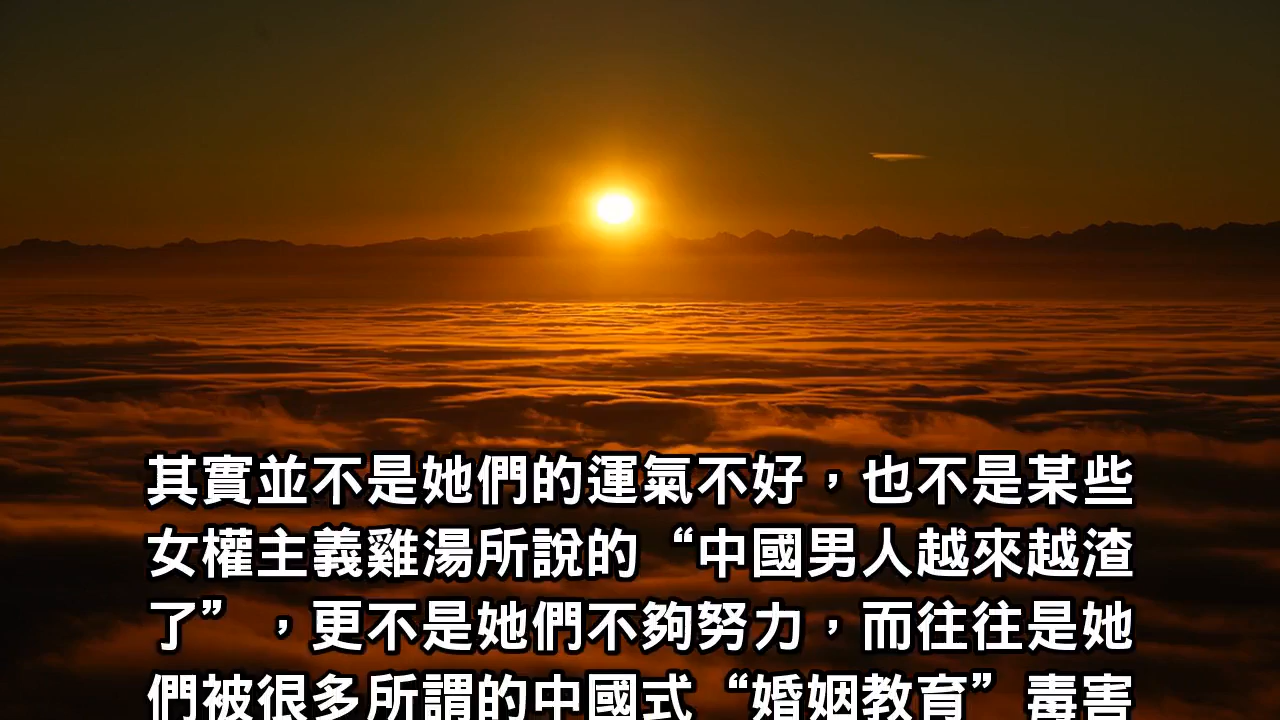 其實並不是她們的運氣不好，也不是某些
女權主義雞湯所說的“中國男人越來越渣
了”，更不是她們不夠努力，而往往是她
們被很多所謂的中國式“婚姻教育”毒害